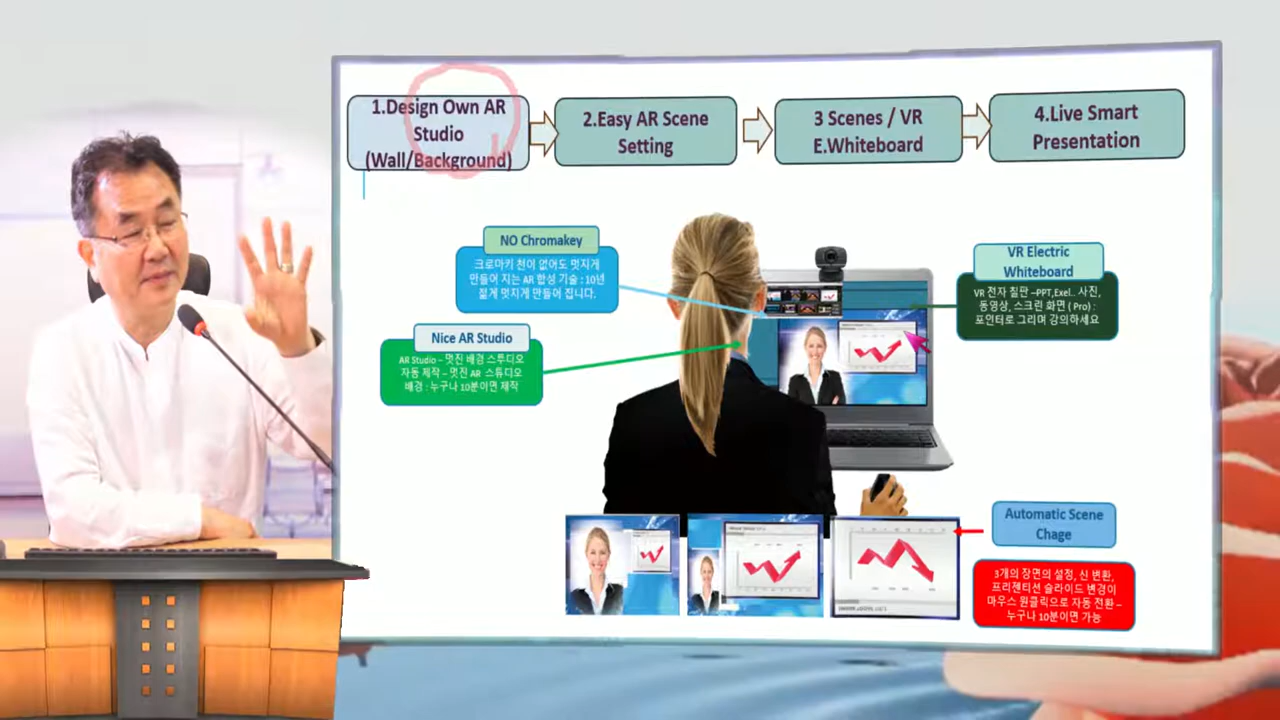 1.Design Own AR
Studio
(Wall/Background)
2.Easy AR Scene
Setting
3 Scenes / VR
E.Whiteboard
4.Live Smart
Presentation
NO Chromakey
크로마키 천이 없어도 멋지게
만들어 지는 AR 합성 기술 : 10년
젊게 멋지게 만들어 집니다.
VR Electric
Whiteboard
VR 전자 칠판 –PPT,Exel.. 사진,
동영상, 스크린 화면 ( Pro) :
포인터로 그리며 강의하세요
Nice AR Studio
AR Studio – 멋진 배경 스투디오
자동 제작 – 멋진 AR 스튜디오
배경 : 누구나 10분이면 제작
Automatic Scene
Chage
3개의 장면의 설정, 신 변환,
프리젠티션 슬라이드 변경이
마우스 원클릭으로 자동 전환 –
누구나 10분이면 가능